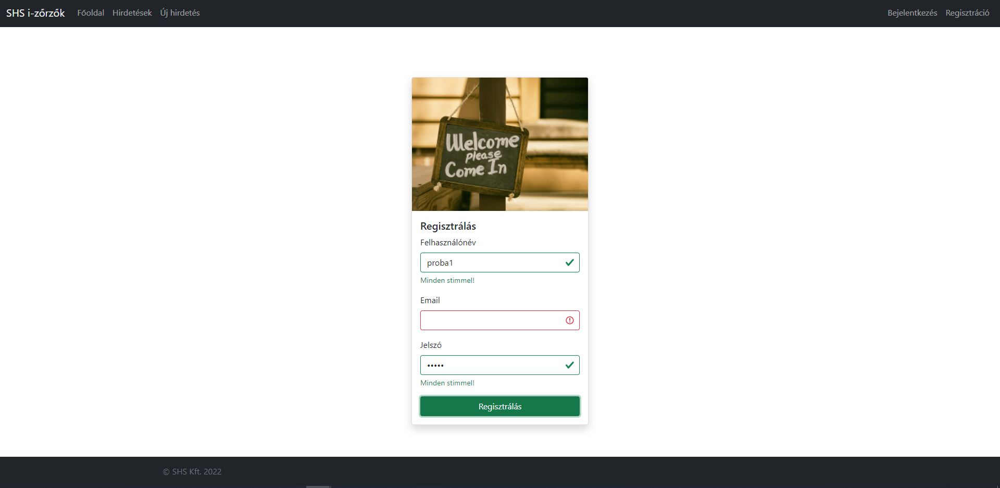 SHS i-zőrzők Főoldal Hirdetések Új hirdetés Bejelentkezés Regisztráció
Welcome
please
Come In
Regisztrálás
Felhasználónév
proba1
Minden stimmel!
Email
Jelszó
•••••
Minden stimmel!
Regisztrálás
© SHS Kft. 2022